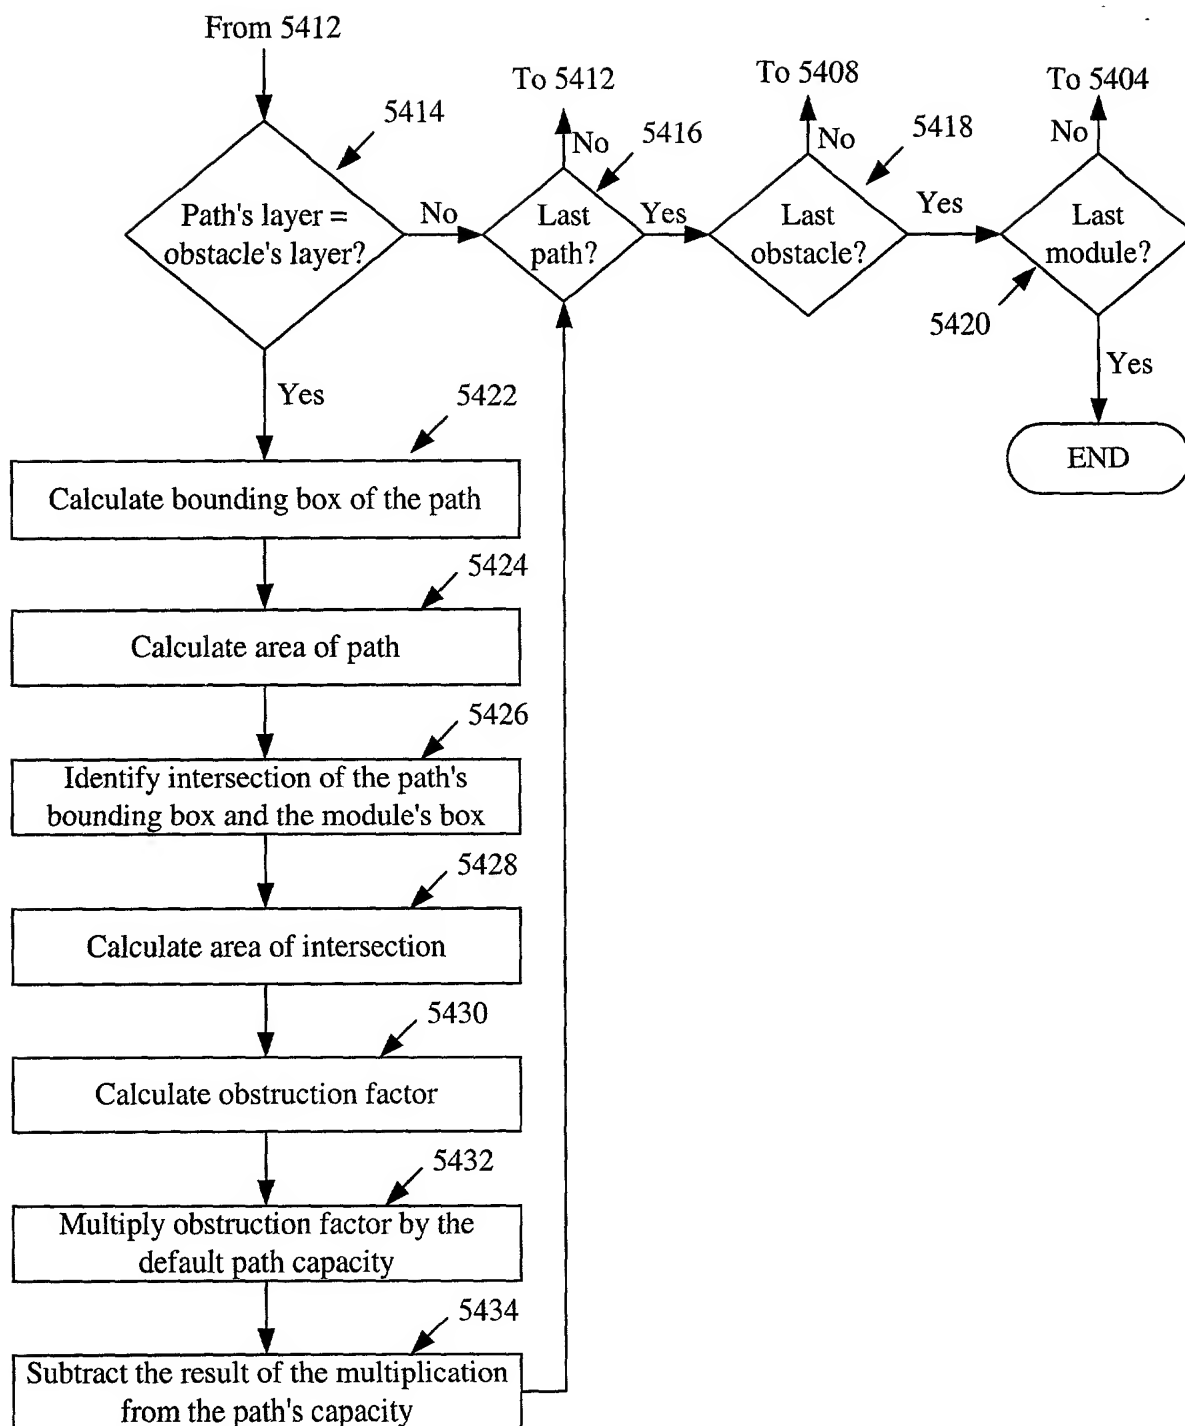 From 5412
To 5412
To 5408
To 5404
5414
No
5416
No
5418
No
Path's layer =
obstacle's layer?
No
Last
path?
Yes
Last
obstacle?
Yes
Last
module?
5420
Yes
Yes
END
5422
Calculate bounding box of the path
5424
Calculate area of path
5426
Identify intersection of the path's
bounding box and the module's box
5428
Calculate area of intersection
5430
Calculate obstruction factor
5432
Multiply obstruction factor by the
default path capacity
5434
Subtract the result of the multiplication
from the path's capacity